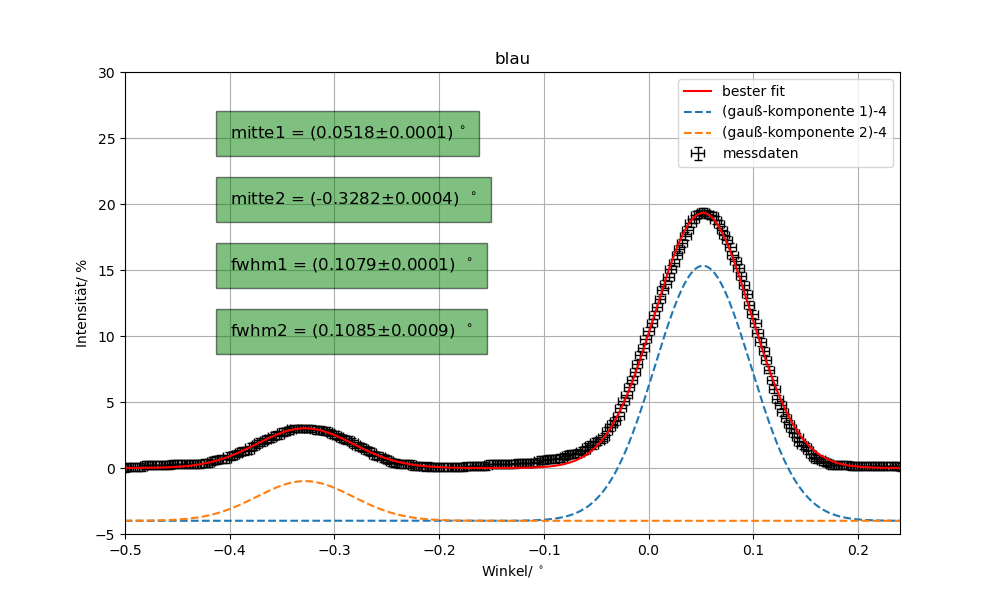 blau
bester fit
(gauß-komponente 1)-4
(gauß-komponente 2)-4
messdaten
mitte1 = (0.0518±0.0001) °
mitte2 = (-0.3282±0.0004) °
fwhm1 = (0.1079±0.0001) °
fwhm2 = (0.1085±0.0009) °
Intensität/ %
30
25
20
15
10
5
0
−5
−0.5 −0.4 −0.3 −0.2 −0.1 0.0 0.1 0.2
Winkel/ °